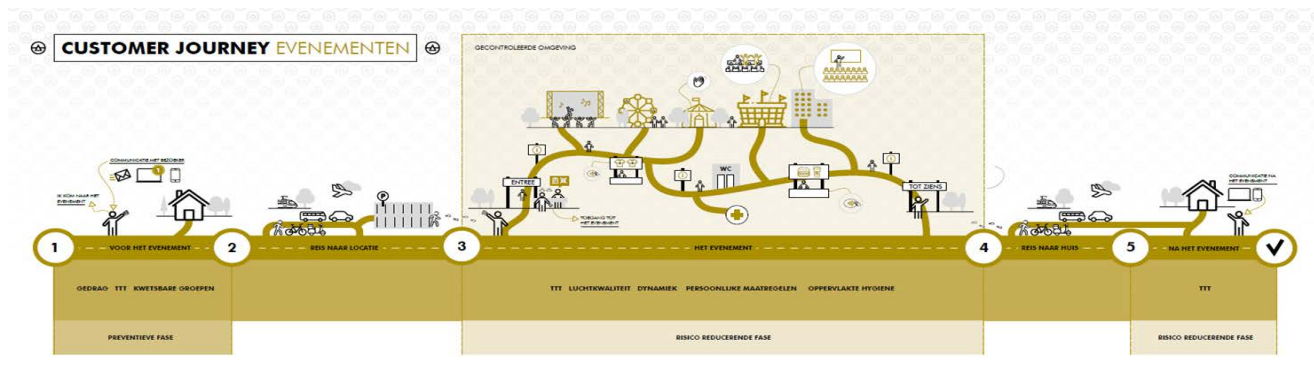 CUSTOMER JOURNEY EVENEMENTEN
GECONTROLEERDE OMGEVING
COMMUNICATIE MET BEZOEKER
1
IK KOM NAAR HET
EVENEMENT
P
ENTREE
TOEGANG TOT
HET EVENEMENT
WC
TOT ZIENS
COMMUNICATIE NA
HET EVENEMENT
1
VOOR HET EVENEMENT
2
REIS NAAR LOCATIE
3
HET EVENEMENT
4
REIS NAAR HUIS
5
NA HET EVENEMENT
GEDRAG TTT KWETSBARE GROEPEN
TTT LUCHTKWALITEIT DYNAMIEK PERSOONLIJKE MAATREGELEN OPPERVLAKTE HYGIENE
TTT
PREVENTIEVE FASE
RISICO REDUCERENDE FASE
RISICO REDUCERENDE FASE